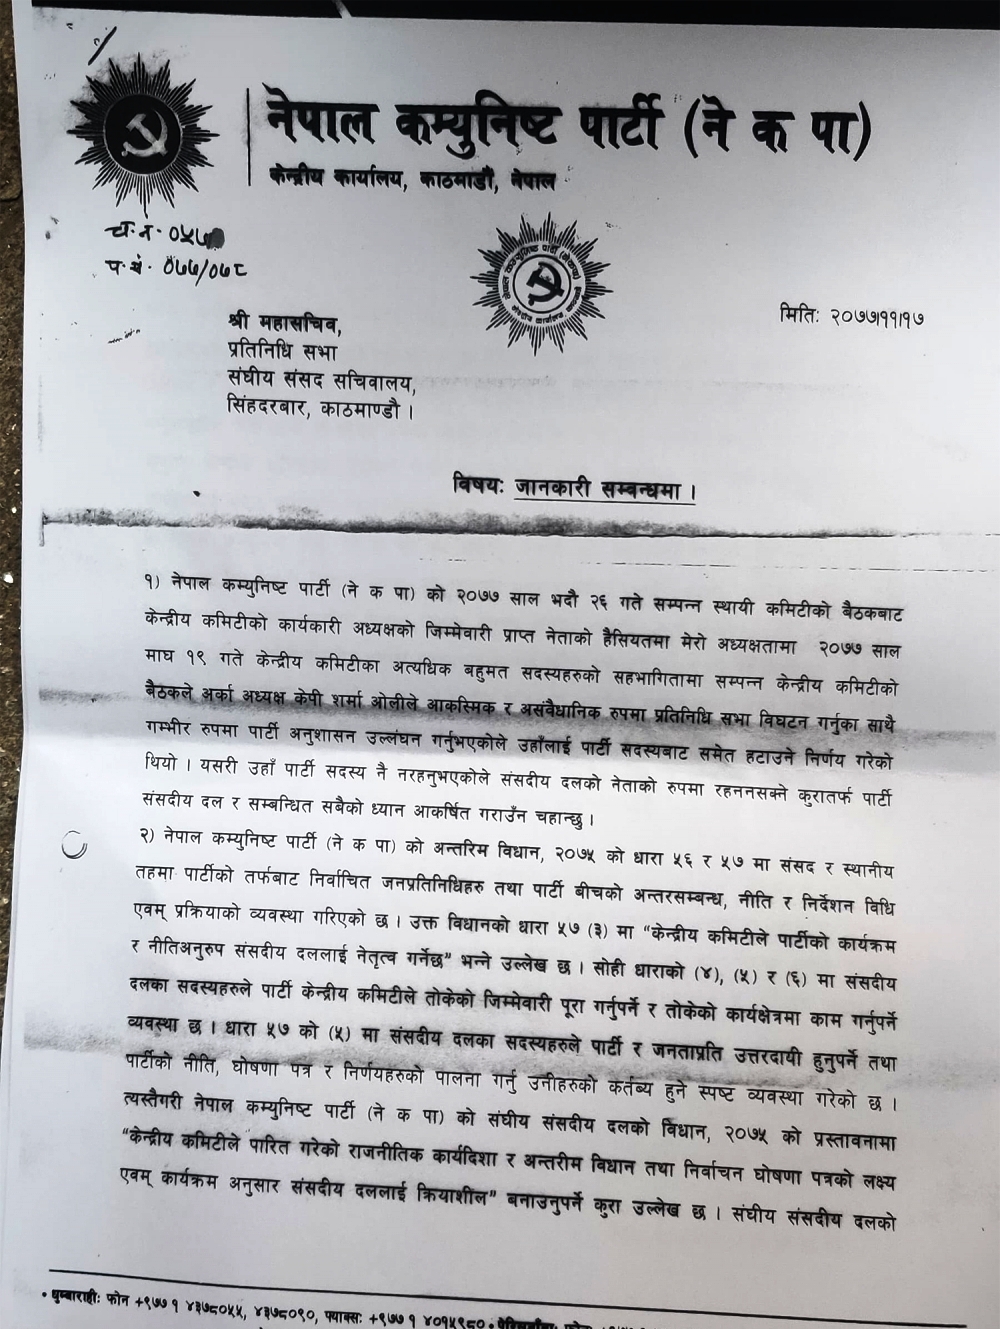 नेपाल कम्युनिष्ट पार्टी (ने क पा)
केन्द्रीय कार्यालय, काठमाडौं, नेपाल
च. न. ०५७
प. सं. ०७७/०७८
मितिः २०७७।११।१७
श्री महासचिव,
प्रतिनिधि सभा
संघीय संसद सचिवालय,
सिंहदरबार, काठमाण्डौ ।
विषयः जानकारी सम्वन्धमा ।
१) नेपाल कम्युनिष्ट पार्टी (ने क पा) को २०७७ साल भदौ २६ गते सम्पन्न स्थायी कमिटीको बैठकबाट
केन्द्रीय कमिटीको कार्यकारी अध्यक्षको जिम्मेवारी प्राप्त नेताको हैसियतमा मेरो अध्यक्षतामा २०७७ साल
माघ १९ गते केन्द्रीय कमिटीका अत्यधिक बहुमत सदस्यहरुको सहभागितामा सम्पन्न केन्द्रीय कमिटीको
बैठकले अर्का अध्यक्ष केपी शर्मा ओलीले आकस्मिक र असंवैधानिक रुपमा प्रतिनिधि सभा विघटन गर्नुका साथै
गम्भीर रुपमा पार्टी अनुशासन उल्लंघन गर्नुभएकोले उहाँलाई पार्टी सदस्यबाट समेत हटाउने निर्णय गरेको
थियो । यसरी उहाँ पार्टी सदस्य नै नरहनुभएकोले संसदीय दलको नेताको रुपमा रहननसक्ने कुरातर्फ पार्टी
संसदीय दल र सम्बन्धित सबैको ध्यान आकर्षित गराउँन चहान्छु ।
२) नेपाल कम्युनिष्ट पार्टी (ने क पा) को अन्तरिम विधान, २०७५ को धारा ५६ र ५७ मा संसद र स्थानीय
तहमा पार्टीको तर्फबाट निर्वाचित जनप्रतिनिधिहरु तथा पार्टी बीचको अन्तरसम्बन्ध, नीति र निर्देशन विधि
एवम् प्रक्रियाको व्यवस्था गरिएको छ । उक्त विधानको धारा ५७ (३) मा “केन्द्रीय कमिटीले पार्टीको कार्यक्रम
र नीतिअनुरुप संसदीय दललाई नेतृत्व गर्नेछ” भन्ने उल्लेख छ । सोही धाराको (४), (५) र (६) मा संसदीय
दलका सदस्यहरुले पार्टी केन्द्रीय कमिटीले तोकेको जिम्मेवारी पूरा गर्नुपर्ने र तोकेको कार्यक्षेत्रमा काम गर्नुपर्ने
व्यवस्था छ । धारा ५७ को (५) मा संसदीय दलका सदस्यहरुले पार्टी र जनताप्रति उत्तरदायी हुनुपर्ने तथा
पार्टीको नीति, घोषणा पत्र र निर्णयहरुको पालना गर्नु उनीहरुको कर्तब्य हुने स्पष्ट व्यवस्था गरेको छ ।
त्यस्तैगरी नेपाल कम्युनिष्ट पार्टी (ने क पा) को संघीय संसदीय दलको विधान, २०७५ को प्रस्तावनामा
“केन्द्रीय कमिटीले पारित गरेको राजनीतिक कार्यदिशा र अन्तरीम विधान तथा निर्वाचन घोषणा पत्रको लक्ष्य
एवम् कार्यक्रम अनुसार संसदीय दललाई क्रियाशील” बनाउनुपर्ने कुरा उल्लेख छ । संघीय संसदीय दलको
• धुम्बाराहीः फोन +९७७ १ ४३७८०५५, ४३७८०९०, फ्याक्सः +९७७ १ ४०१५९८०